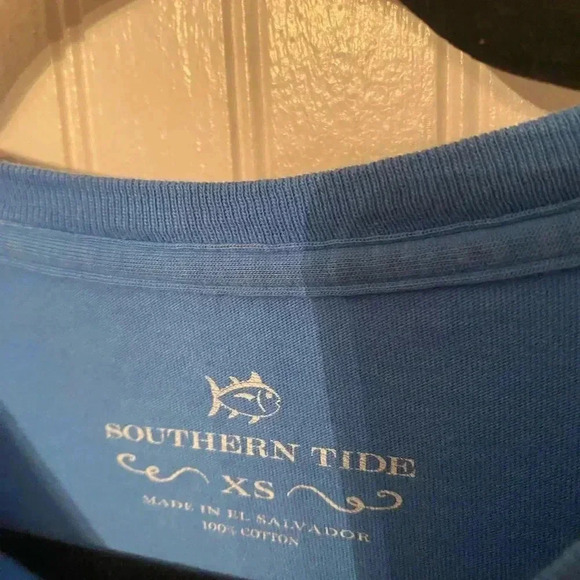 SOUTHERN TIDE
XS
MADE IN EL SALVADOR
100% COTTON